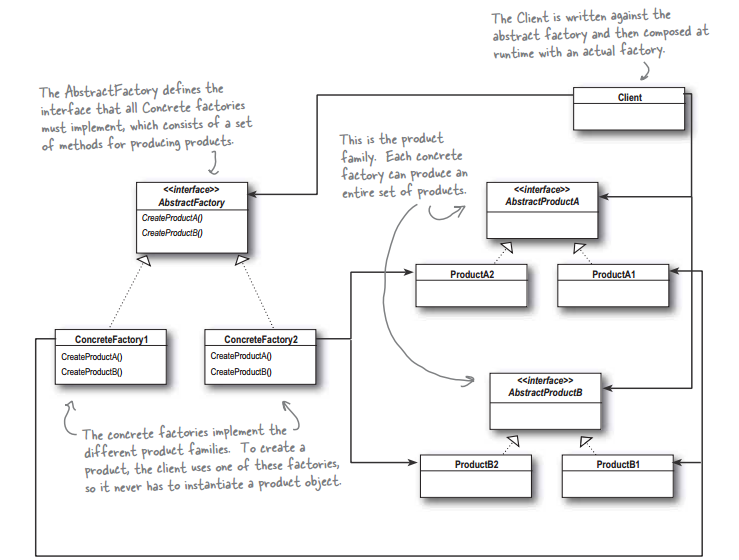 The Client is written against the
abstract factory and then composed at
runtime with an actual factory.
The AbstractFactory defines the
interface that all Concrete factories
must implement, which consists of a set
of methods for producing products.
Client
This is the product
family. Each concrete
factory can produce an
entire set of products.
<<interface>>
AbstractFactory
CreateProductA()
CreateProductB()
<<interface>>
AbstractProductA
ProductA2
ProductA1
ConcreteFactory1
CreateProductA()
CreateProductB()
ConcreteFactory2
CreateProductA()
CreateProductB()
<<interface>>
AbstractProductB
The concrete factories implement the
different product families. To create a
product, the client uses one of these factories,
so it never has to instantiate a product object.
ProductB2
ProductB1